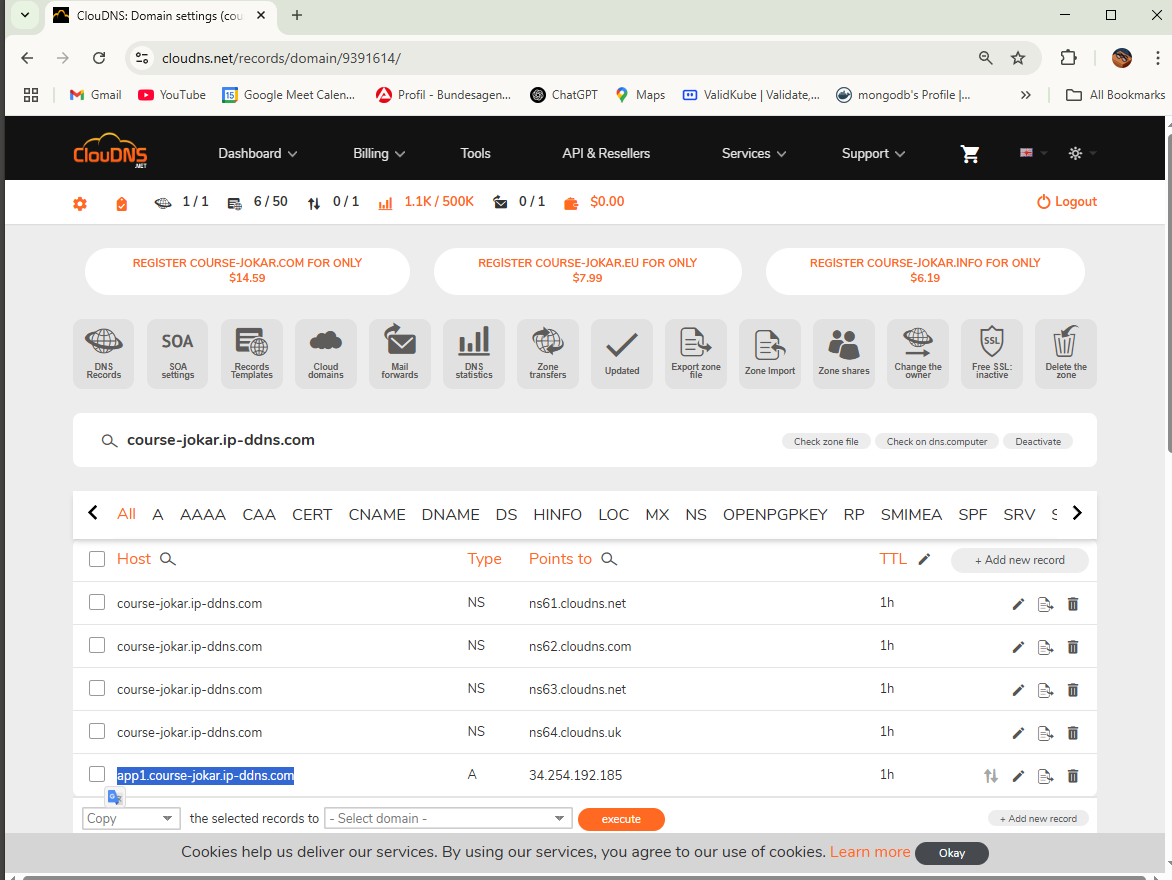 ClouDNS: Domain settings (cou
cloudns.net/records/domain/9391614/
Gmail YouTube 15 Google Meet Calen... Profil - Bundesagen... ChatGPT Maps ValidKube | Validate,... mongodb's Profile |... » All Bookmarks
ClouDNS .NET Dashboard Billing Tools API & Resellers Services Support
1 / 1 6 / 50 0 / 1 1.1K / 500K 0 / 1 $0.00 Logout
REGISTER COURSE-JOKAR.COM FOR ONLY
$14.59
REGISTER COURSE-JOKAR.EU FOR ONLY
$7.99
REGISTER COURSE-JOKAR.INFO FOR ONLY
$6.19
DNS
Records
SOA
SOA
settings
Records
Templates
Cloud
domains
Mail
forwards
DNS
statistics
Zone
transfers
Updated
Export zone
file
Zone Import
Zone shares
Change the
owner
SSL
Free SSL:
inactive
Delete the
zone
course-jokar.ip-ddns.com Check zone file Check on dns.computer Deactivate
All A AAAA CAA CERT CNAME DNAME DS HINFO LOC MX NS OPENPGPKEY RP SMIMEA SPF SRV S
Host Type Points to TTL + Add new record
course-jokar.ip-ddns.com NS ns61.cloudns.net 1h
course-jokar.ip-ddns.com NS ns62.cloudns.com 1h
course-jokar.ip-ddns.com NS ns63.cloudns.net 1h
course-jokar.ip-ddns.com NS ns64.cloudns.uk 1h
app1.course-jokar.ip-ddns.com A 34.254.192.185 1h
Copy the selected records to - Select domain - execute + Add new record
Cookies help us deliver our services. By using our services, you agree to our use of cookies. Learn more Okay